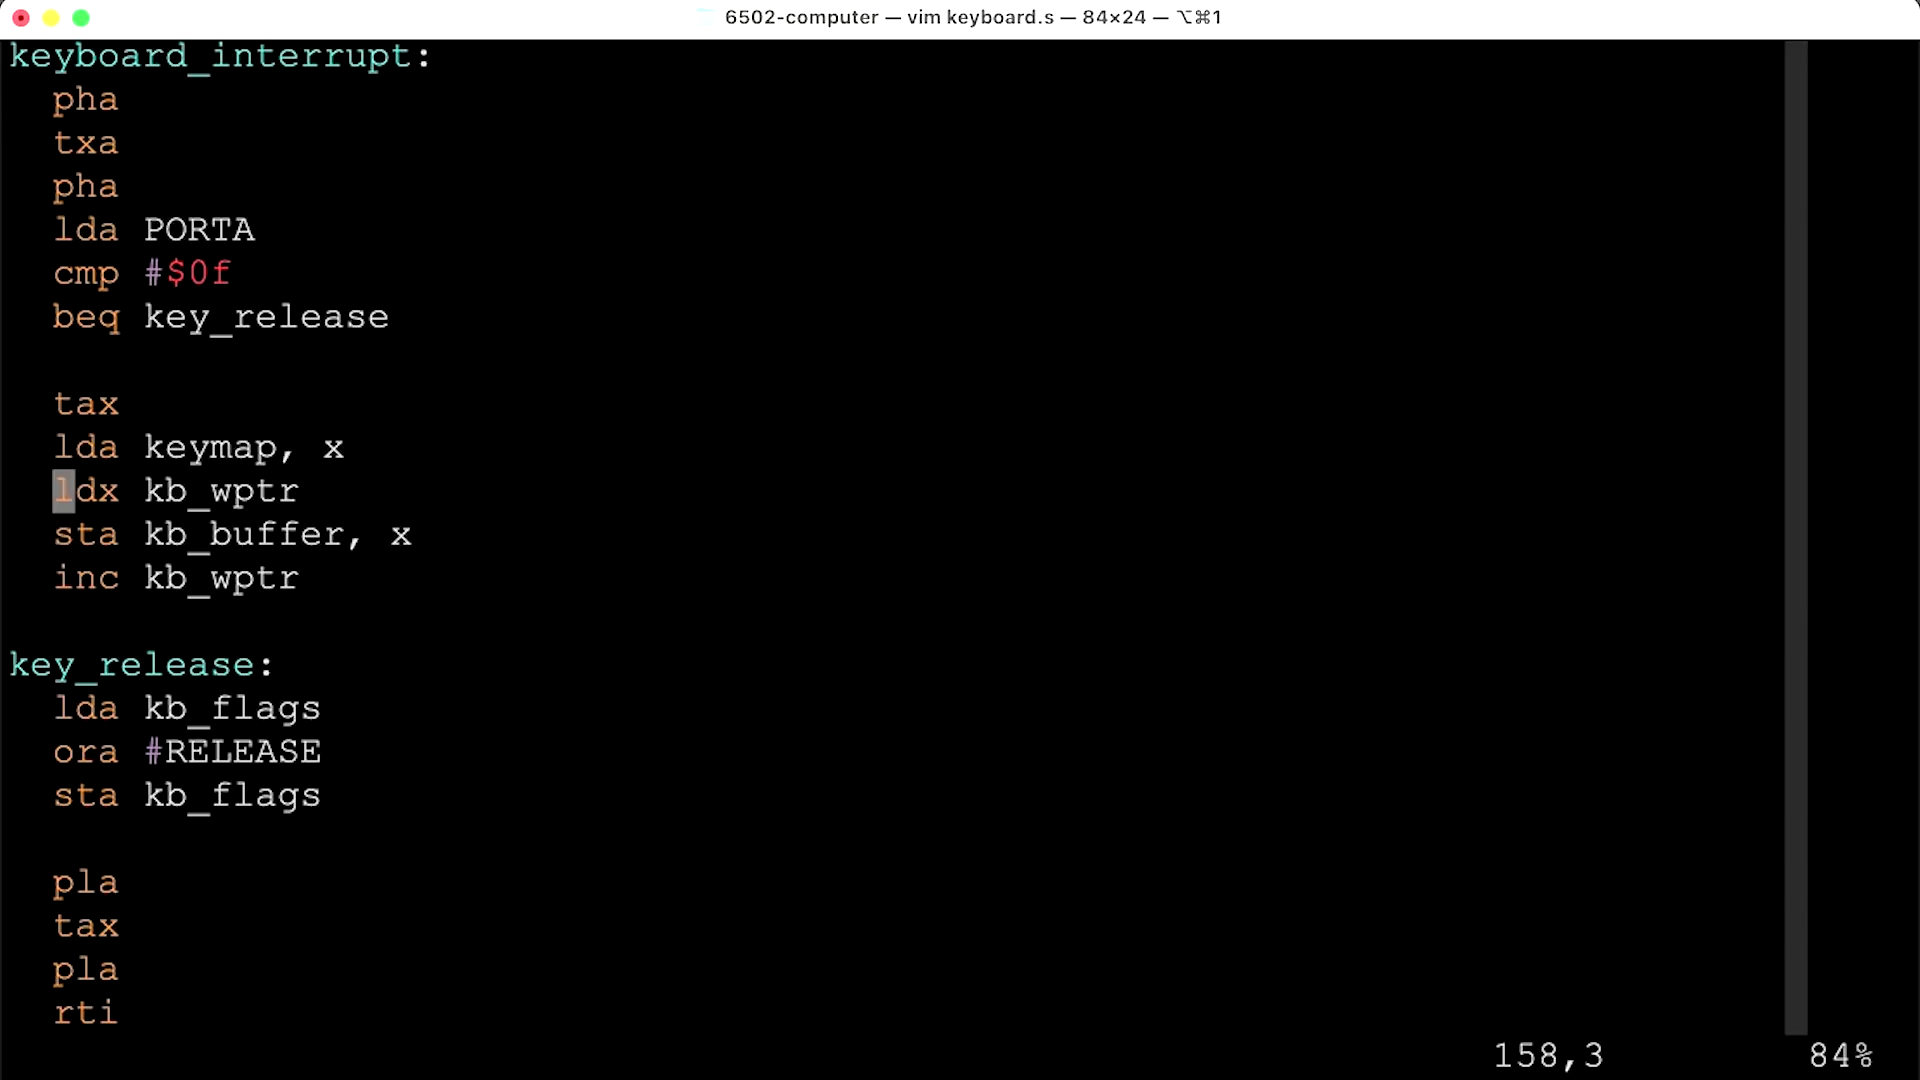 6502-computer — vim keyboard.s — 84×24 — ⌥⌘1
keyboard_interrupt:
  pha
  txa
  pha
  lda PORTA
  cmp #$0f
  beq key_release

  tax
  lda keymap, x
  ldx kb_wptr
  sta kb_buffer, x
  inc kb_wptr

key_release:
  lda kb_flags
  ora #RELEASE
  sta kb_flags

  pla
  tax
  pla
  rti
158,3 84%